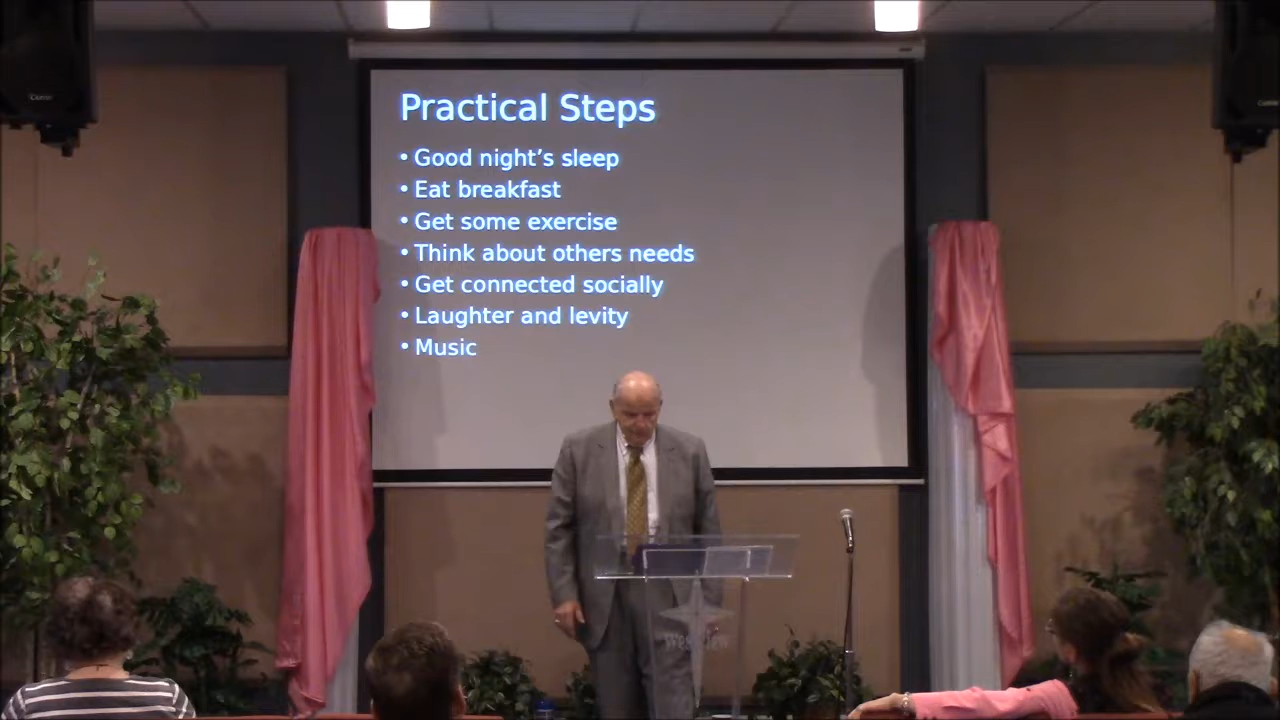 Practical Steps
• Good night’s sleep
• Eat breakfast
• Get some exercise
• Think about others needs
• Get connected socially
• Laughter and levity
• Music
Westview